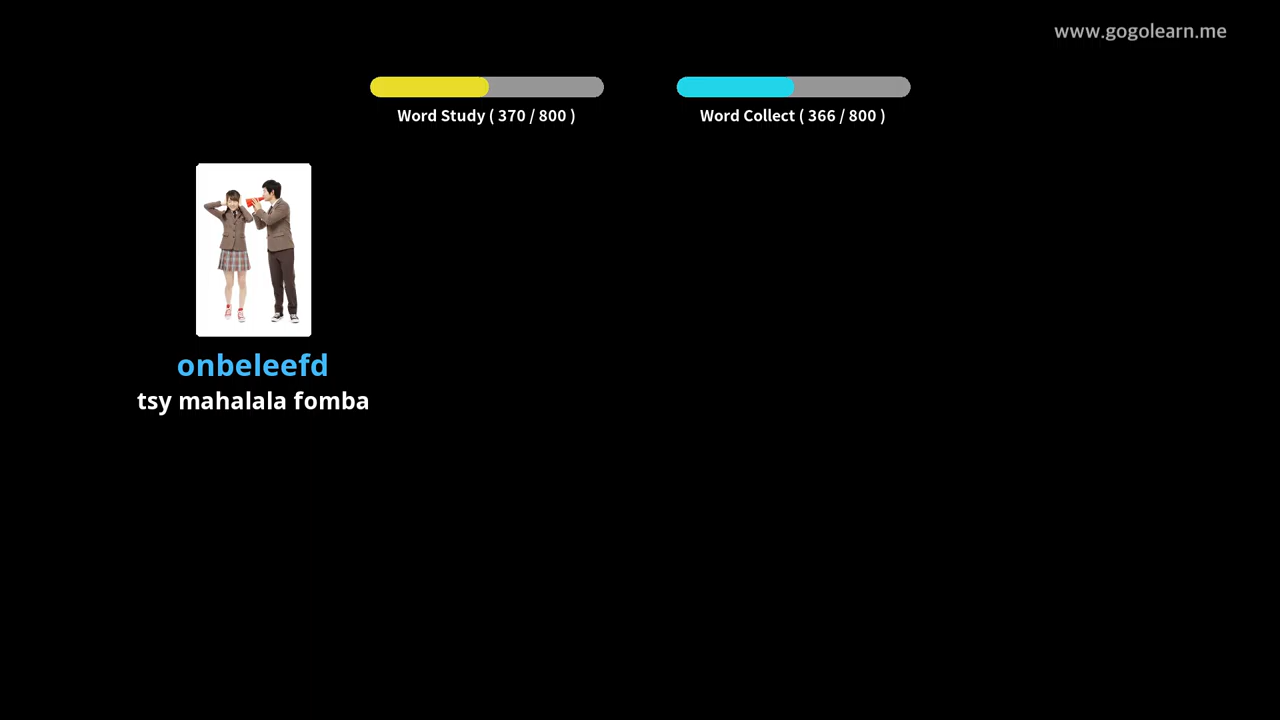 www.gogolearn.me
Word Study ( 370 / 800 )
Word Collect ( 366 / 800 )
onbeleefd
tsy mahalala fomba